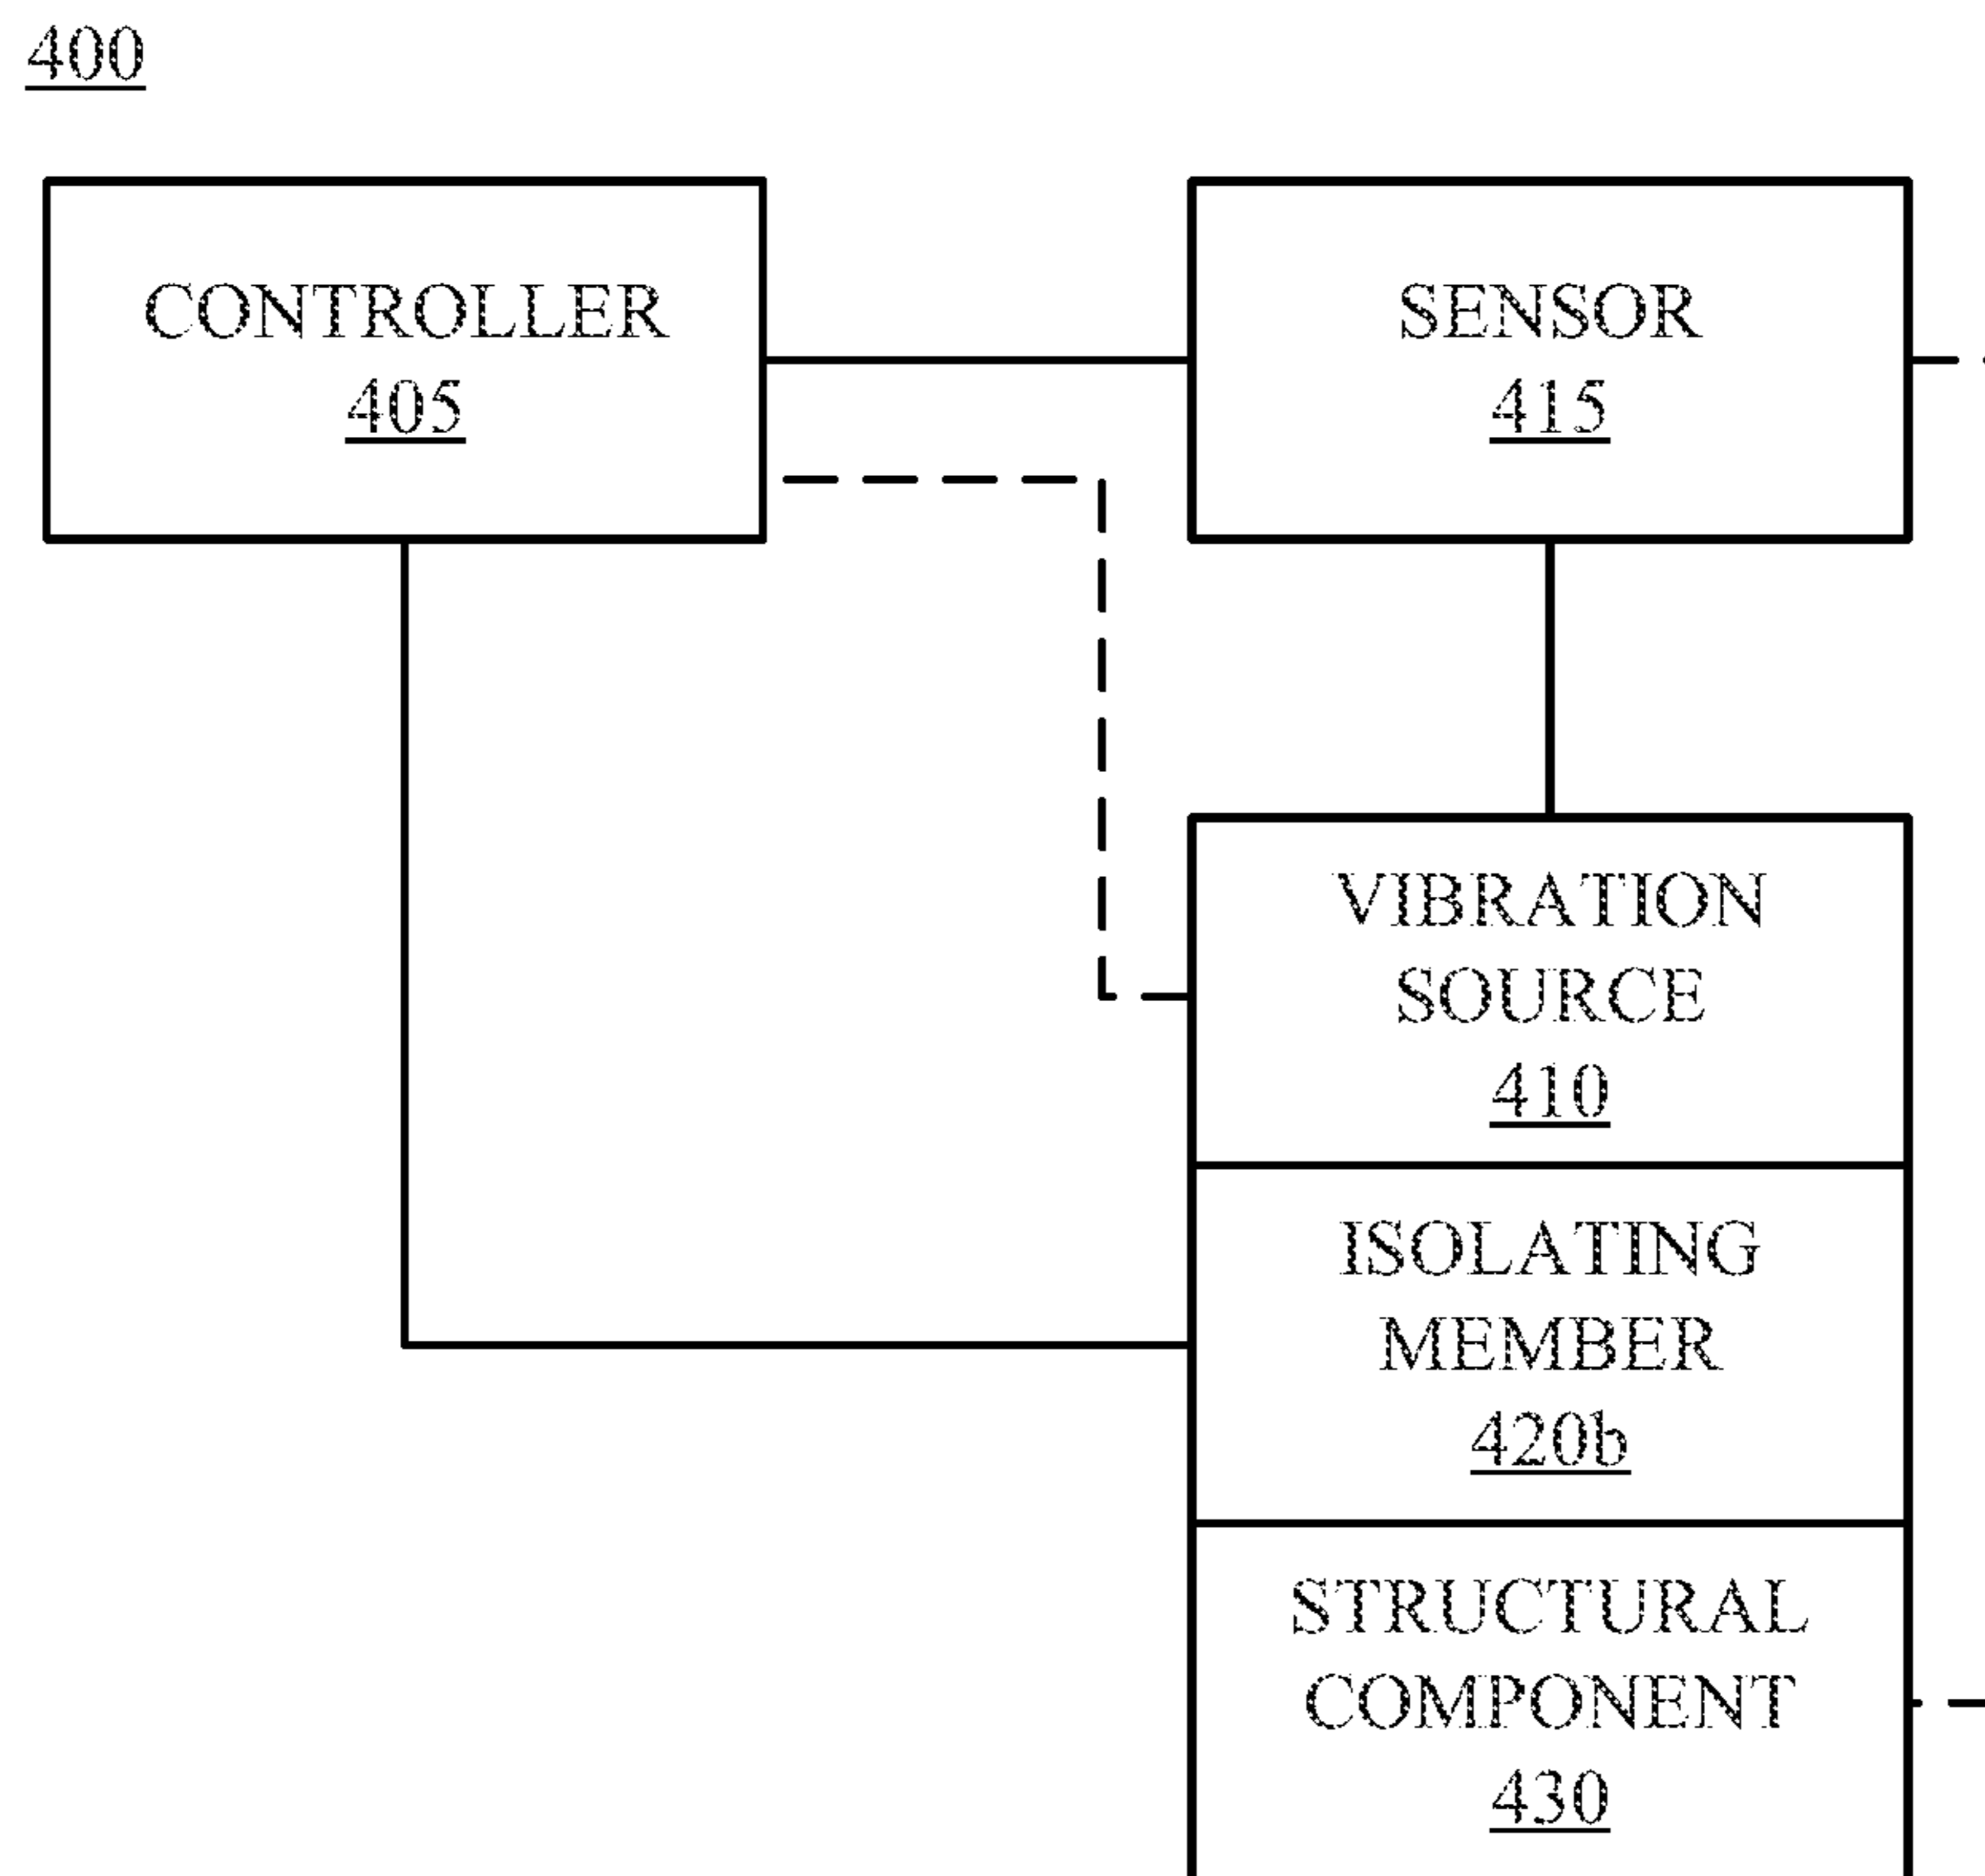 400
CONTROLLER
405
SENSOR
415
VIBRATION
SOURCE
410
ISOLATING
MEMBER
420b
STRUCTURAL
COMPONENT
430